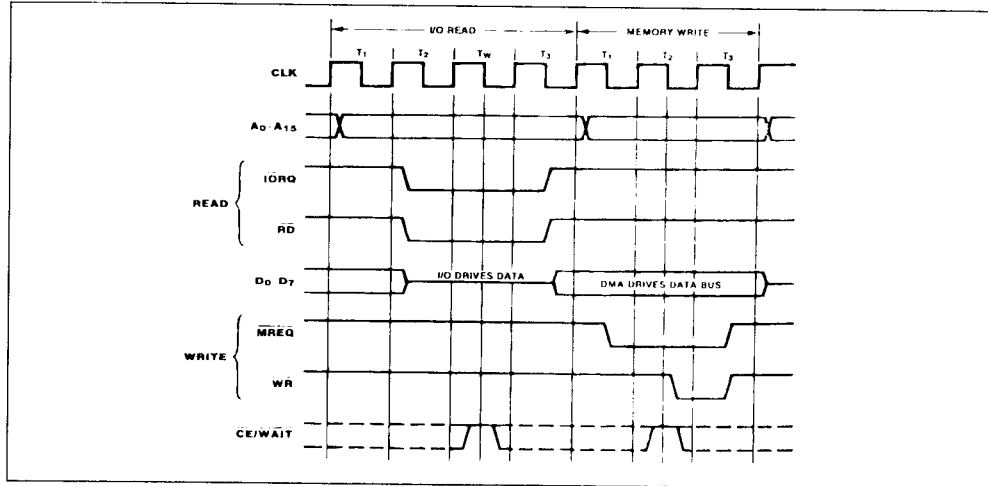 I/O READ MEMORY WRITE
T1 T2 TW T3 T1 T2 T3
CLK
A0-A15
IORQ
READ
RD
I/O DRIVES DATA
D0 D7
DMA DRIVES DATA BUS
MREQ
WRITE
WR
CE/WAIT